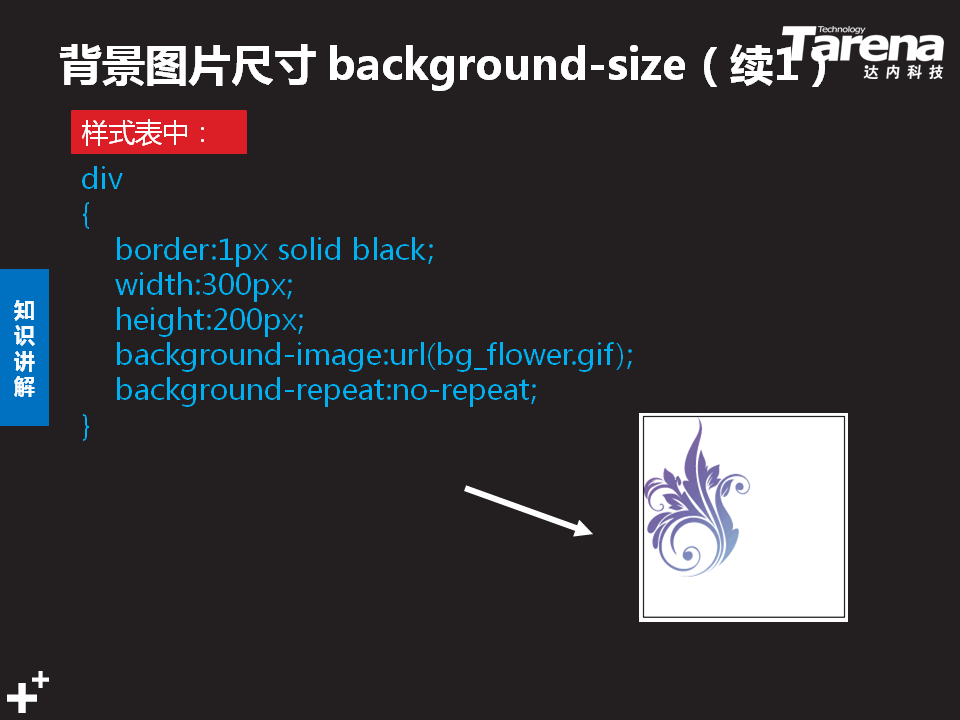 背景图片尺寸 background-size（续1）
Technology
Tarena
达内科技
样式表中：
div
{
border:1px solid black;
width:300px;
height:200px;
background-image:url(bg_flower.gif);
background-repeat:no-repeat;
}
知识讲解